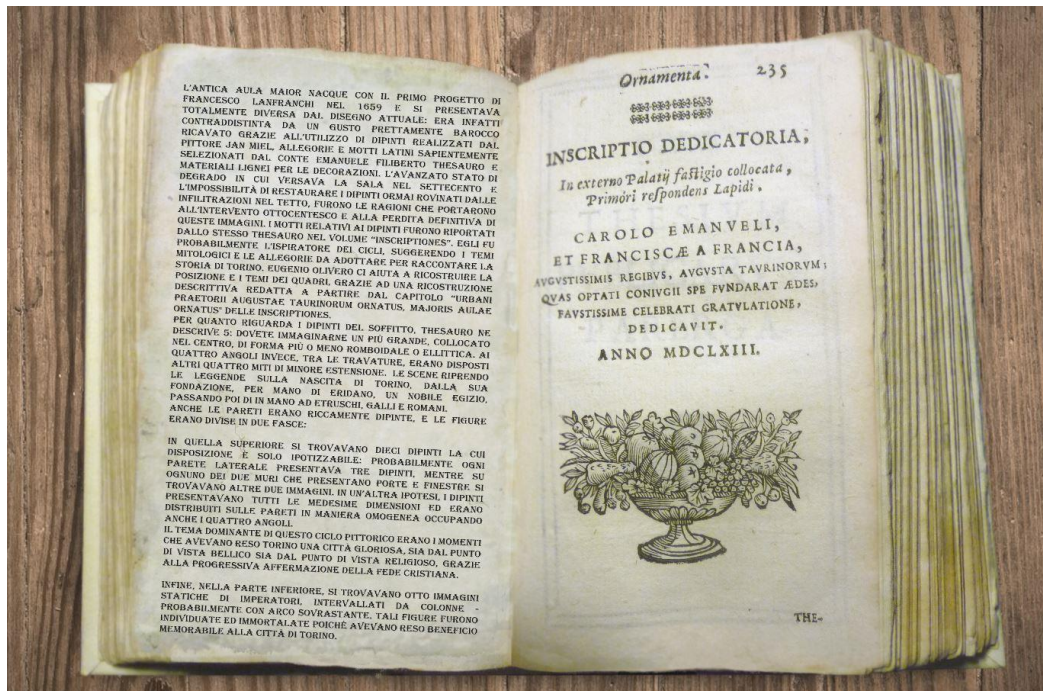 L'ANTICA AULA MAIOR NACQUE CON IL PRIMO PROGETTO DI
FRANCESCO LANFRANCHI NEL 1659 E SI PRESENTAVA
TOTALMENTE DIVERSA DAL DISEGNO ATTUALE: ERA INFATTI
CONTRADDISTINTA DA UN GUSTO PRETTAMENTE BAROCCO
RICAVATO GRAZIE ALL'UTILIZZO DI DIPINTI REALIZZATI DAL
PITTORE JAN MIEL, ALLEGORIE E MOTTI LATINI SAPIENTEMENTE
SELEZIONATI DAL CONTE EMANUELE FILIBERTO THESAURO E
MATERIALI LIGNEI PER LE DECORAZIONI. L'AVANZATO STATO DI
DEGRADO IN CUI VERSAVA LA SALA NEL SETTECENTO E
L'IMPOSSIBILITÀ DI RESTAURARE I DIPINTI ORMAI ROVINATI DALLE
INFILTRAZIONI NEL TETTO, FURONO LE RAGIONI CHE PORTARONO
ALL'INTERVENTO OTTOCENTESCO E ALLA PERDITA DEFINITIVA DI
QUESTE IMMAGINI. I MOTTI RELATIVI AI DIPINTI FURONO RIPORTATI
DALLO STESSO THESAURO NEL VOLUME "INSCRIPTIONES". EGLI FU
PROBABILMENTE L'ISPIRATORE DEI CICLI, SUGGERENDO I TEMI
MITOLOGICI E LE ALLEGORIE DA ADOTTARE PER RACCONTARE LA
STORIA DI TORINO. EUGENIO OLIVERO CI AIUTA A RICOSTRUIRE LA
POSIZIONE E I TEMI DEI QUADRI, GRAZIE AD UNA RICOSTRUZIONE
DESCRITTIVA REDATTA A PARTIRE DAL CAPITOLO "URBANI
PRAETORII AUGUSTAE TAURINORUM ORNATUS, MAJORIS AULAE
ORNATUS" DELLE INSCRIPTIONES.
PER QUANTO RIGUARDA I DIPINTI DEL SOFFITTO, THESAURO NE
DESCRIVE 5: DOVETE IMMAGINARNE UN PIÙ GRANDE, COLLOCATO
NEL CENTRO, DI FORMA PIÙ O MENO ROMBOIDALE O ELLITTICA. AI
QUATTRO ANGOLI INVECE, TRA LE TRAVATURE, ERANO DISPOSTI
ALTRI QUATTRO MITI DI MINORE ESTENSIONE. LE SCENE RIPRENDO
LE LEGGENDE SULLA NASCITA DI TORINO, DALLA SUA
FONDAZIONE, PER MANO DI ERIDANO, UN NOBILE EGIZIO,
PASSANDO POI DI IN MANO AD ETRUSCHI, GALLI E ROMANI.
ANCHE LE PARETI ERANO RICCAMENTE DIPINTE, E LE FIGURE
ERANO DIVISE IN DUE FASCE:
IN QUELLA SUPERIORE SI TROVAVANO DIECI DIPINTI LA CUI
DISPOSIZIONE È SOLO IPOTIZZABILE: PROBABILMENTE OGNI
PARETE LATERALE PRESENTAVA TRE DIPINTI, MENTRE SU
OGNUNO DEI DUE MURI CHE PRESENTANO PORTE E FINESTRE SI
TROVAVANO ALTRE DUE IMMAGINI. IN UN'ALTRA IPOTESI, I DIPINTI
PRESENTAVANO TUTTI LE MEDESIME DIMENSIONI ED ERANO
DISTRIBUITI SULLE PARETI IN MANIERA OMOGENEA OCCUPANDO
ANCHE I QUATTRO ANGOLI.
IL TEMA DOMINANTE DI QUESTO CICLO PITTORICO ERANO I MOMENTI
CHE AVEVANO RESO TORINO UNA CITTÀ GLORIOSA, SIA DAL PUNTO
DI VISTA BELLICO SIA DAL PUNTO DI VISTA RELIGIOSO, GRAZIE
ALLA PROGRESSIVA AFFERMAZIONE DELLA FEDE CRISTIANA.
INFINE, NELLA PARTE INFERIORE, SI TROVAVANO OTTO IMMAGINI
STATICHE DI IMPERATORI, INTERVALLATI DA COLONNE -
PROBABILMENTE CON ARCO SOVRASTANTE. TALI FIGURE FURONO
INDIVIDUATE ED IMMORTALATE POICHÉ AVEVANO RESO BENEFICIO
MEMORABILE ALLA CITTÀ DI TORINO.
Ornamenta. 235
INSCRIPTIO DEDICATORIA,
In externo Palatij faſtigio collocata,
Primóri reſpondens Lapidi.
CAROLO EMANVELI,
ET FRANCISCÆ A FRANCIA,
AVGVSTISSIMIS REGIBVS, AVGVSTA TAVRINORVM;
QVAS OPTATI CONIVGII SPE FVNDARAT ÆDES,
FAVSTISSIME CELEBRATI GRATVLATIONE,
DEDICAVIT.
ANNO MDCLXIII.
THE-